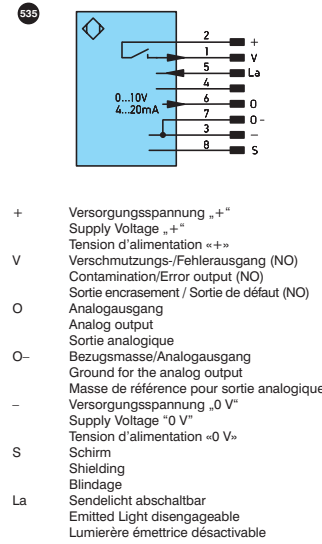 535
2 +
1 V
5 La
4
0...10V 6 O
4...20mA 7 O -
3 –
8 S
+ Versorgungsspannung „+“
Supply Voltage „+“
Tension d'alimentation «+»
V Verschmutzungs-/Fehlerausgang (NO)
Contamination/Error output (NO)
Sortie encrasement / Sortie de défaut (NO)
O Analogausgang
Analog output
Sortie analogique
O– Bezugsmasse/Analogausgang
Ground for the analog output
Masse de référence pour sortie analogique
– Versorgungsspannung „0 V“
Supply Voltage “0 V”
Tension d'alimentation «0 V»
S Schirm
Shielding
Blindage
La Sendelicht abschaltbar
Emitted Light disengageable
Lumierère émettrice désactivable